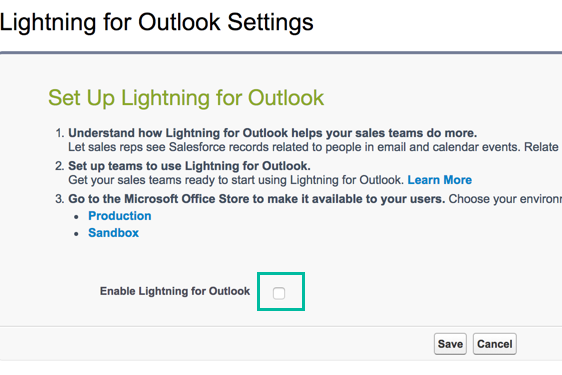 Lightning for Outlook Settings
Set Up Lightning for Outlook
1. Understand how Lightning for Outlook helps your sales teams do more.
Let sales reps see Salesforce records related to people in email and calendar events. Relate
2. Set up teams to use Lightning for Outlook.
Get your sales teams ready to start using Lightning for Outlook. Learn More
3. Go to the Microsoft Office Store to make it available to your users. Choose your environ
• Production
• Sandbox
Enable Lightning for Outlook
Save Cancel